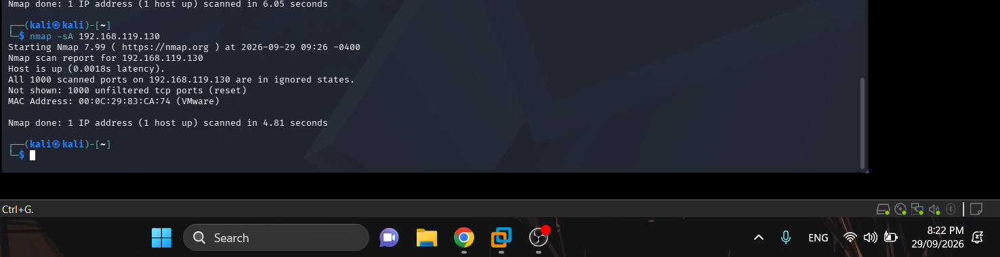 Nmap done: 1 IP address (1 host up) scanned in 6.05 seconds
┌──(kali㉿kali)-[~]
└─$ nmap -sA 192.168.119.130
Starting Nmap 7.99 ( https://nmap.org ) at 2026-09-29 09:26 -0400
Nmap scan report for 192.168.119.130
Host is up (0.0018s latency).
All 1000 scanned ports on 192.168.119.130 are in ignored states.
Not shown: 1000 unfiltered tcp ports (reset)
MAC Address: 00:0C:29:83:CA:74 (VMware)
Nmap done: 1 IP address (1 host up) scanned in 4.81 seconds
┌──(kali㉿kali)-[~]
└─$
Ctrl+G.
Search
ENG
8:22 PM
29/09/2026